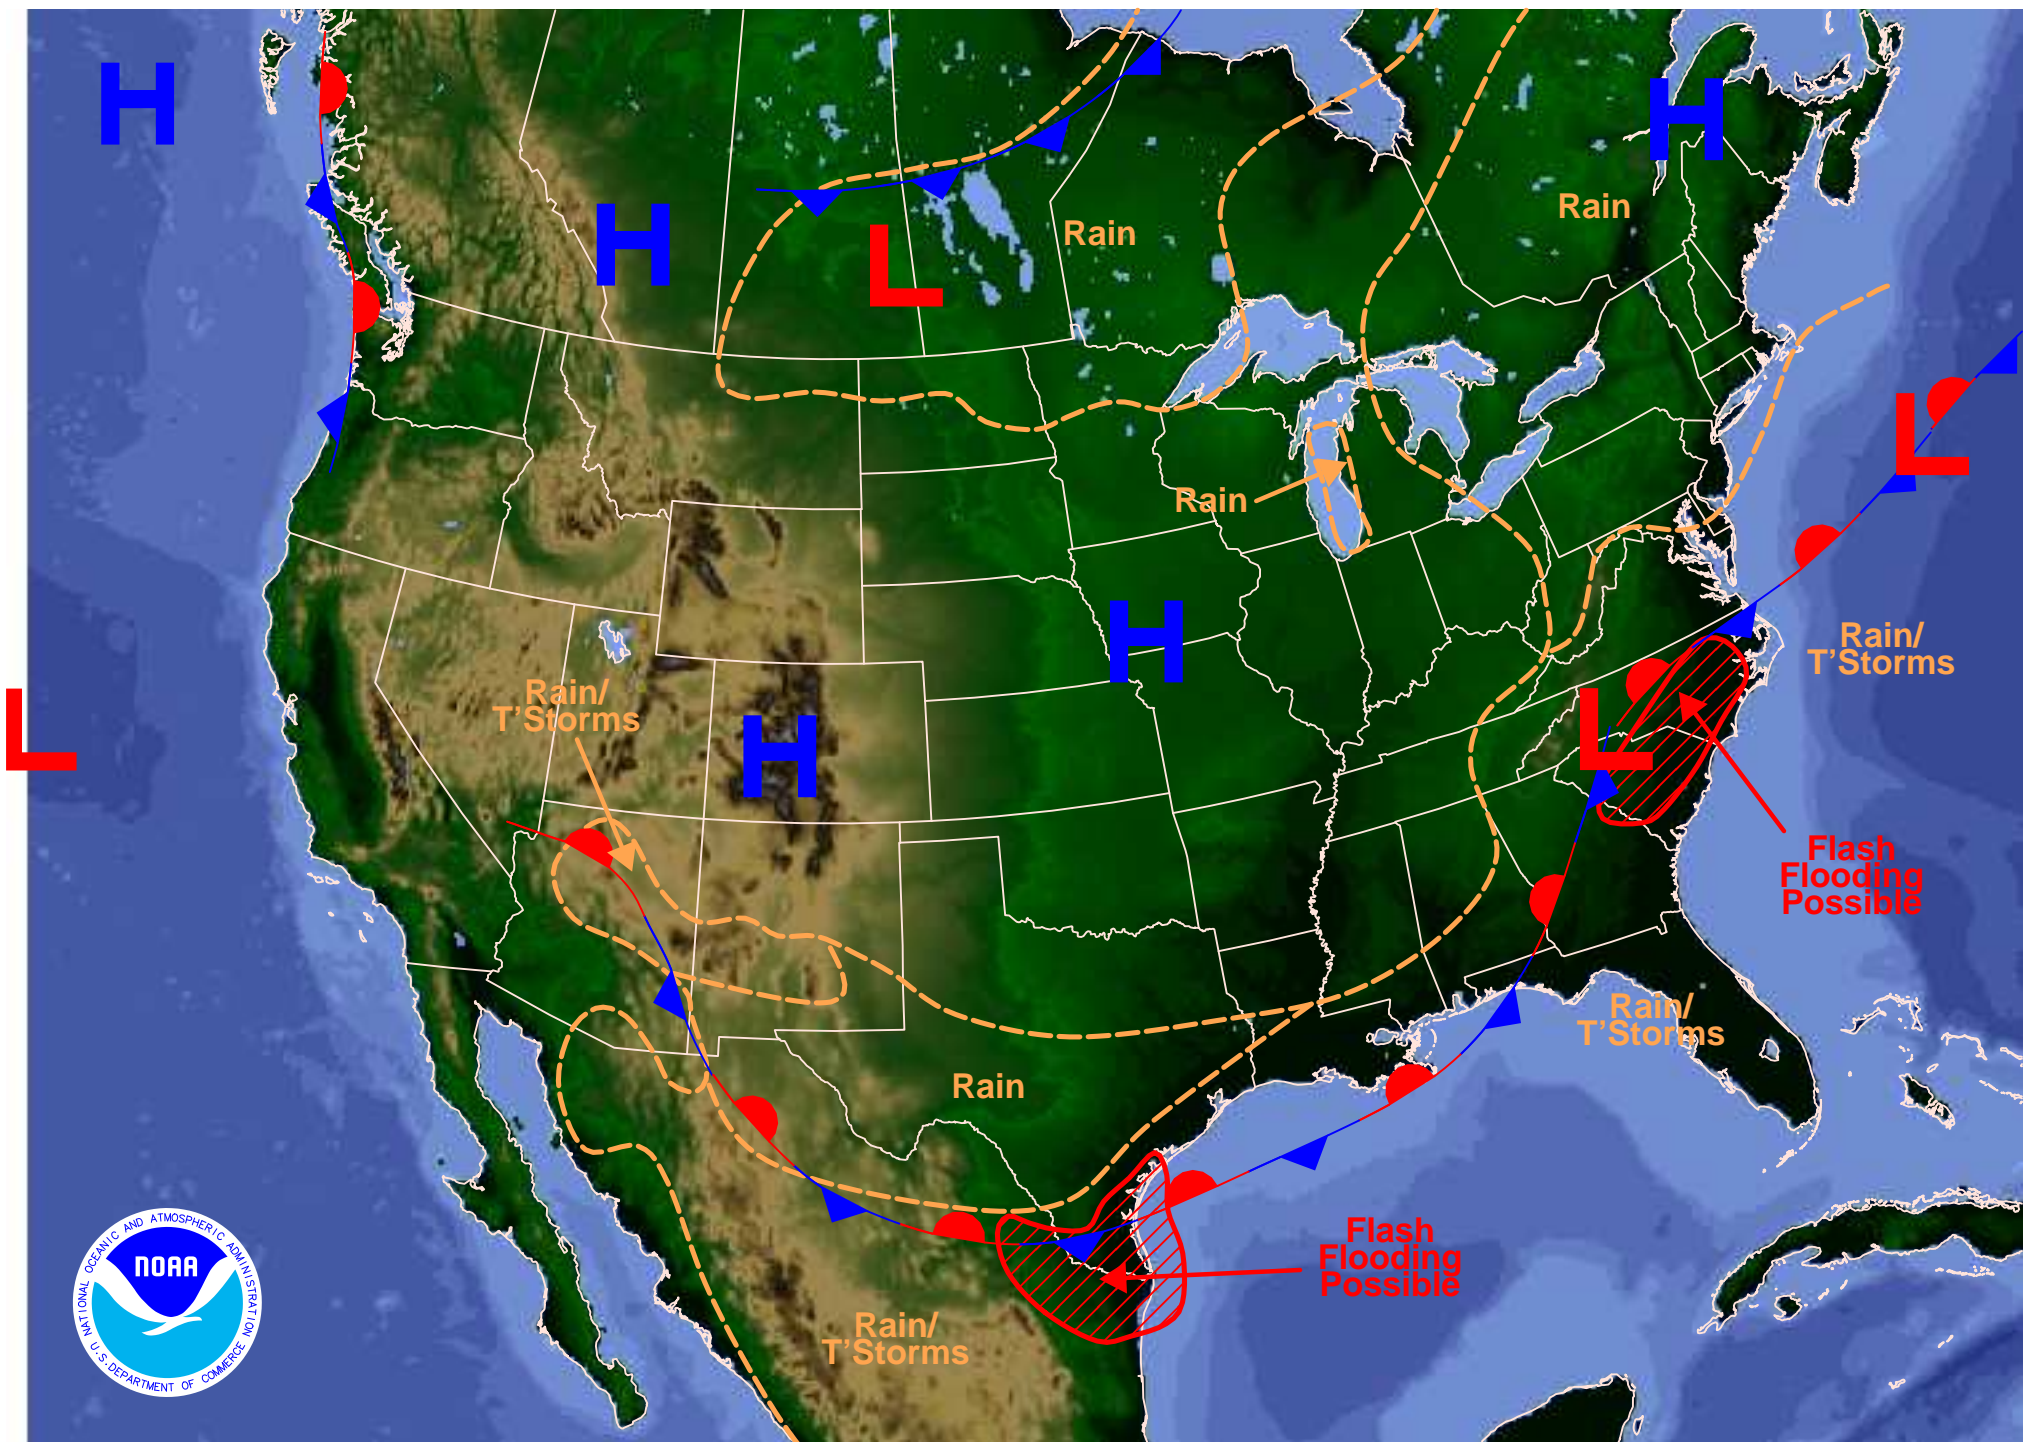 H
H
Rain
H
Rain
L
L
Rain
H
Rain/
T'Storms
Rain/
T'Storms
L
H
L
Flash
Flooding
Possible
Rain/
T'Storms
Rain
Flash
Flooding
Possible
Rain/
T'Storms
NATIONAL OCEANIC AND ATMOSPHERIC ADMINISTRATION
NOAA
U.S. DEPARTMENT OF COMMERCE